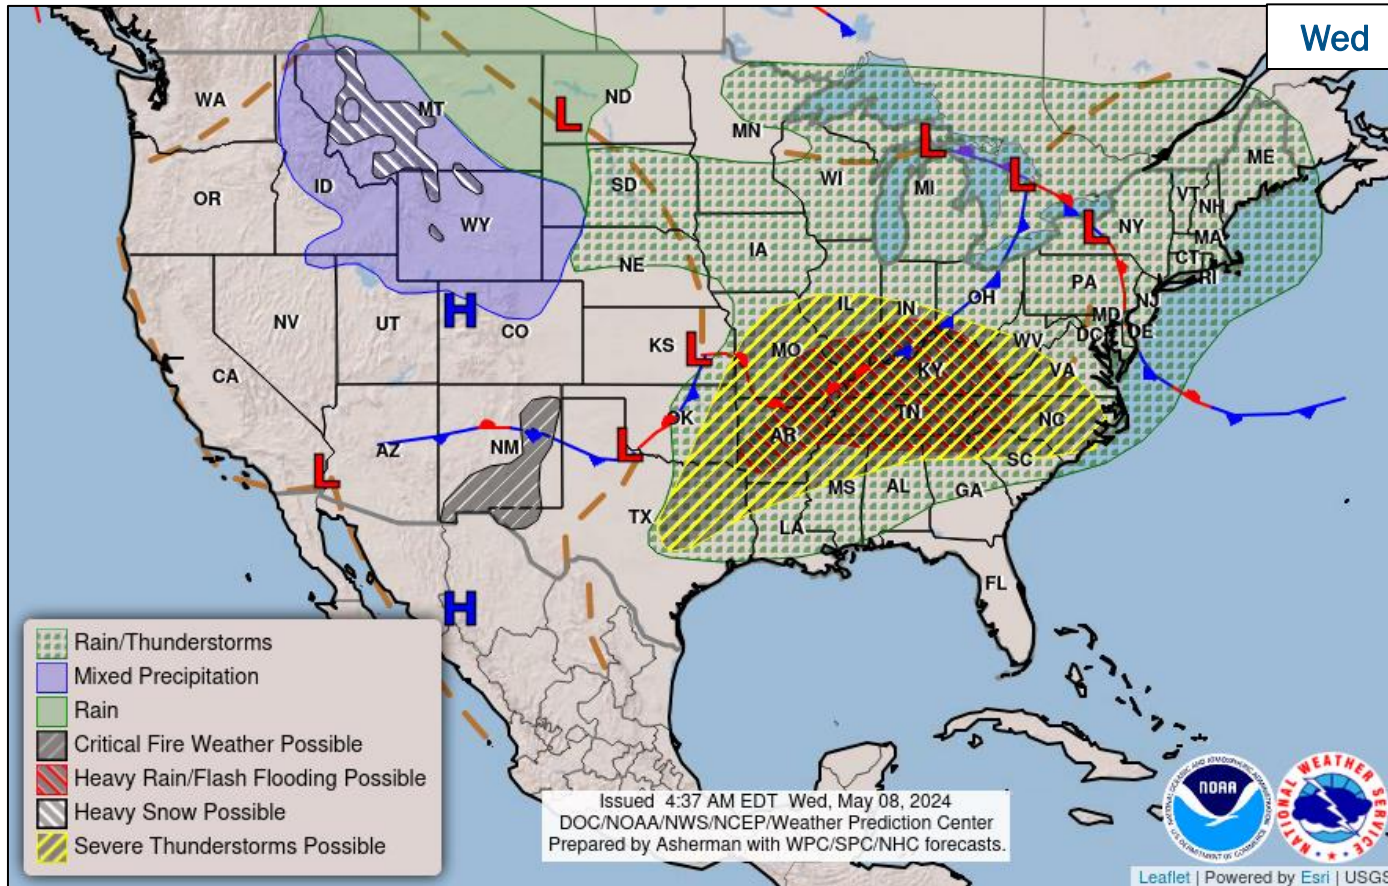 Wed
WA
MT
ND
MN
ME
OR
ID
SD
WI
MI
VT
NH
WY
NY
MA
IA
CT
RI
NE
PA
NV
UT
CO
IL
IN
OH
NJ
MD
DE
KS
MO
WV
DC
CA
KY
VA
OK
TN
NC
AZ
NM
AR
SC
TX
MS
AL
GA
LA
FL
L
L
L
L
L
L
L
H
H
Rain/Thunderstorms
Mixed Precipitation
Rain
Critical Fire Weather Possible
Heavy Rain/Flash Flooding Possible
Heavy Snow Possible
Severe Thunderstorms Possible
Issued 4:37 AM EDT Wed, May 08, 2024
DOC/NOAA/NWS/NCEP/Weather Prediction Center
Prepared by Asherman with WPC/SPC/NHC forecasts.
NOAA
NATIONAL WEATHER SERVICE
Leaflet | Powered by Esri | USGS